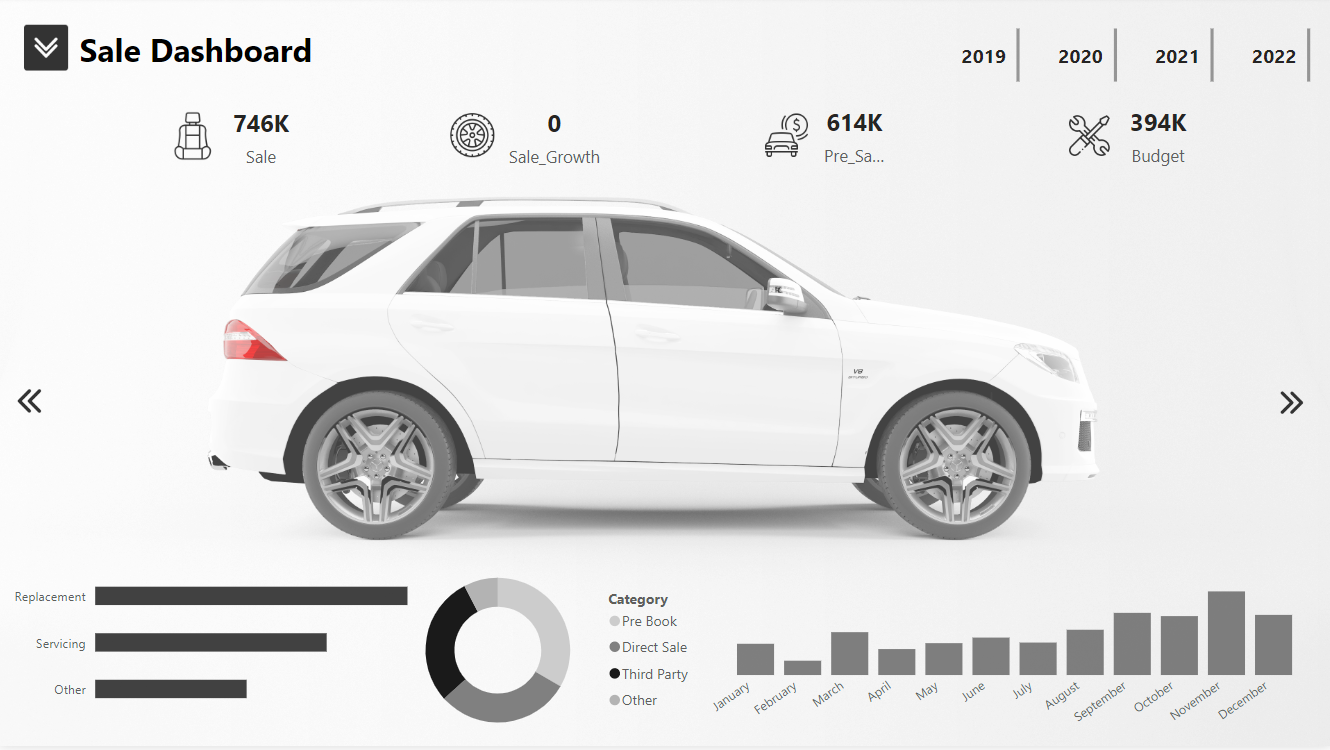 Sale Dashboard
2019 2020 2021 2022
746K
Sale
0
Sale_Growth
614K
Pre_Sa...
394K
Budget
V8
Replacement
Servicing
Other
Category
Pre Book
Direct Sale
Third Party
Other
January February March April May June July August September October November December